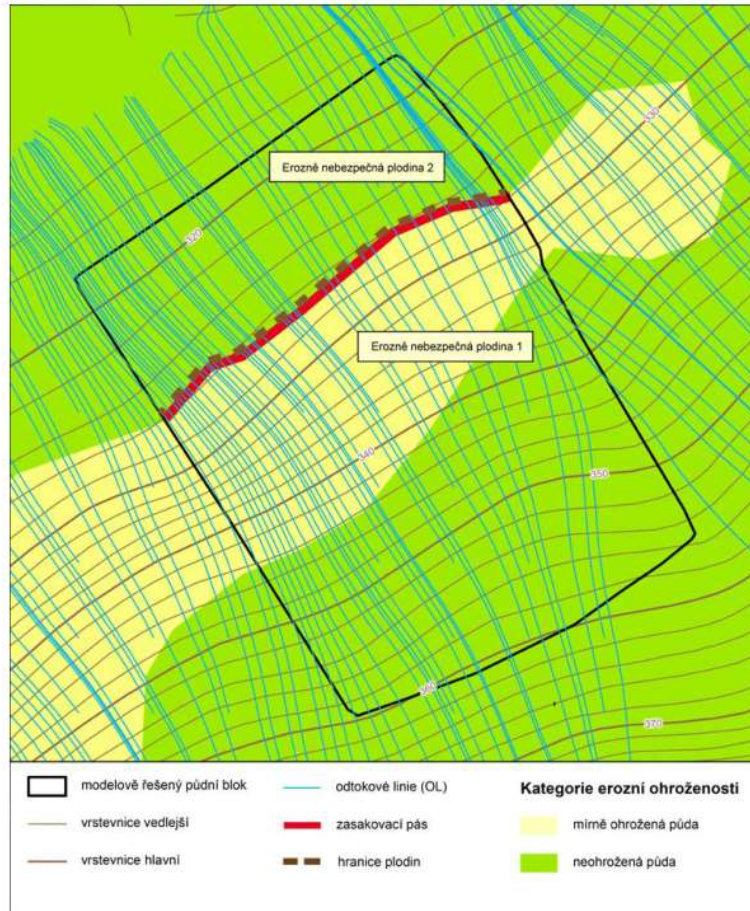 Erozně nebezpečná plodina 2
330
320
Erozně nebezpečná plodina 1
340
350
360
370
modelově řešený půdní blok
vrstevnice vedlejší
vrstevnice hlavní
odtokové linie (OL)
zasakovací pás
hranice plodin
Kategorie erozní ohroženosti
mírně ohrožená půda
neohrožená půda